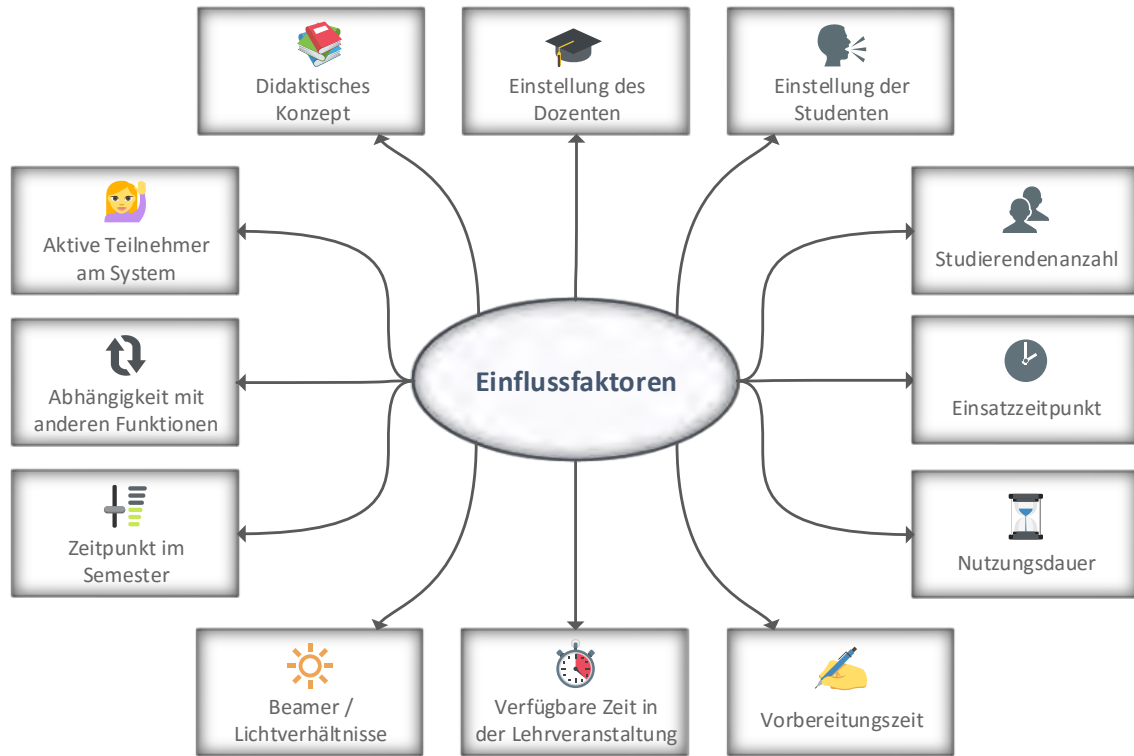 Didaktisches
Konzept
Einstellung des
Dozenten
Einstellung der
Studenten
Aktive Teilnehmer
am System
Studierendenanzahl
Abhängigkeit mit
anderen Funktionen
Einflussfaktoren
Einsatzzeitpunkt
Zeitpunkt im
Semester
Nutzungsdauer
Beamer /
Lichtverhältnisse
Verfügbare Zeit in
der Lehrveranstaltung
Vorbereitungszeit